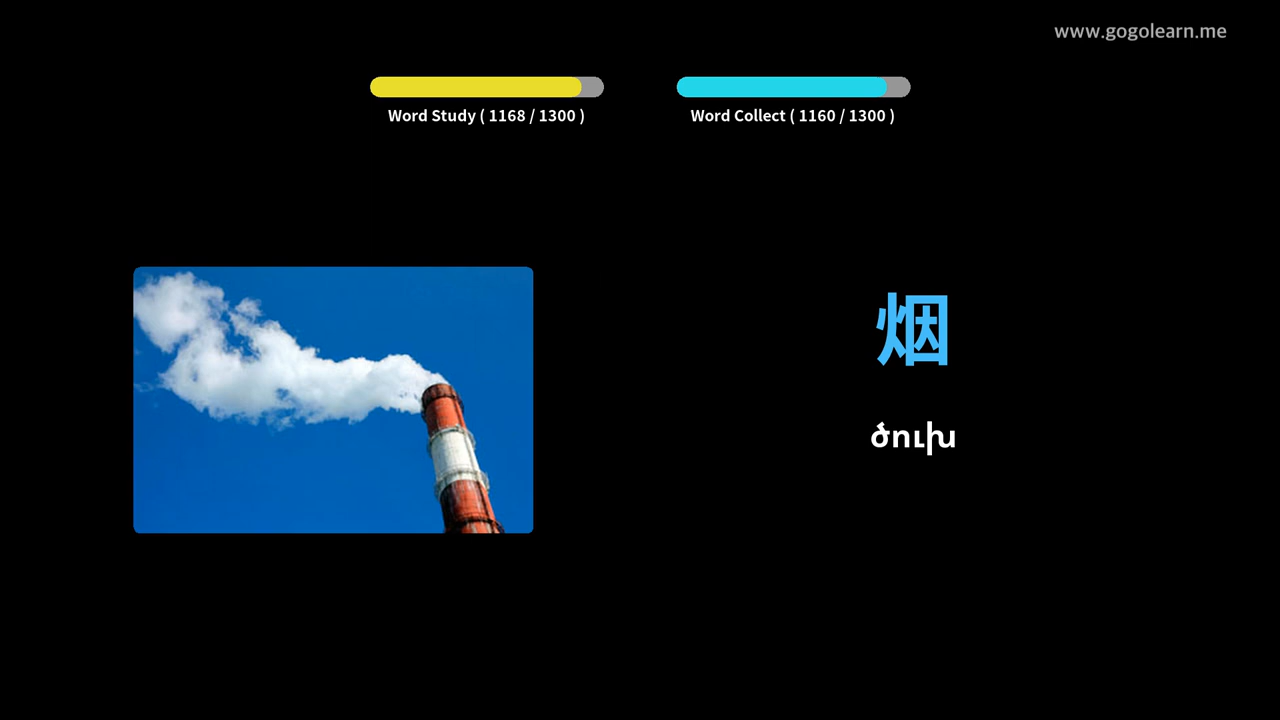 www.gogolearn.me
Word Study ( 1168 / 1300 )
Word Collect ( 1160 / 1300 )
烟
ծուխ